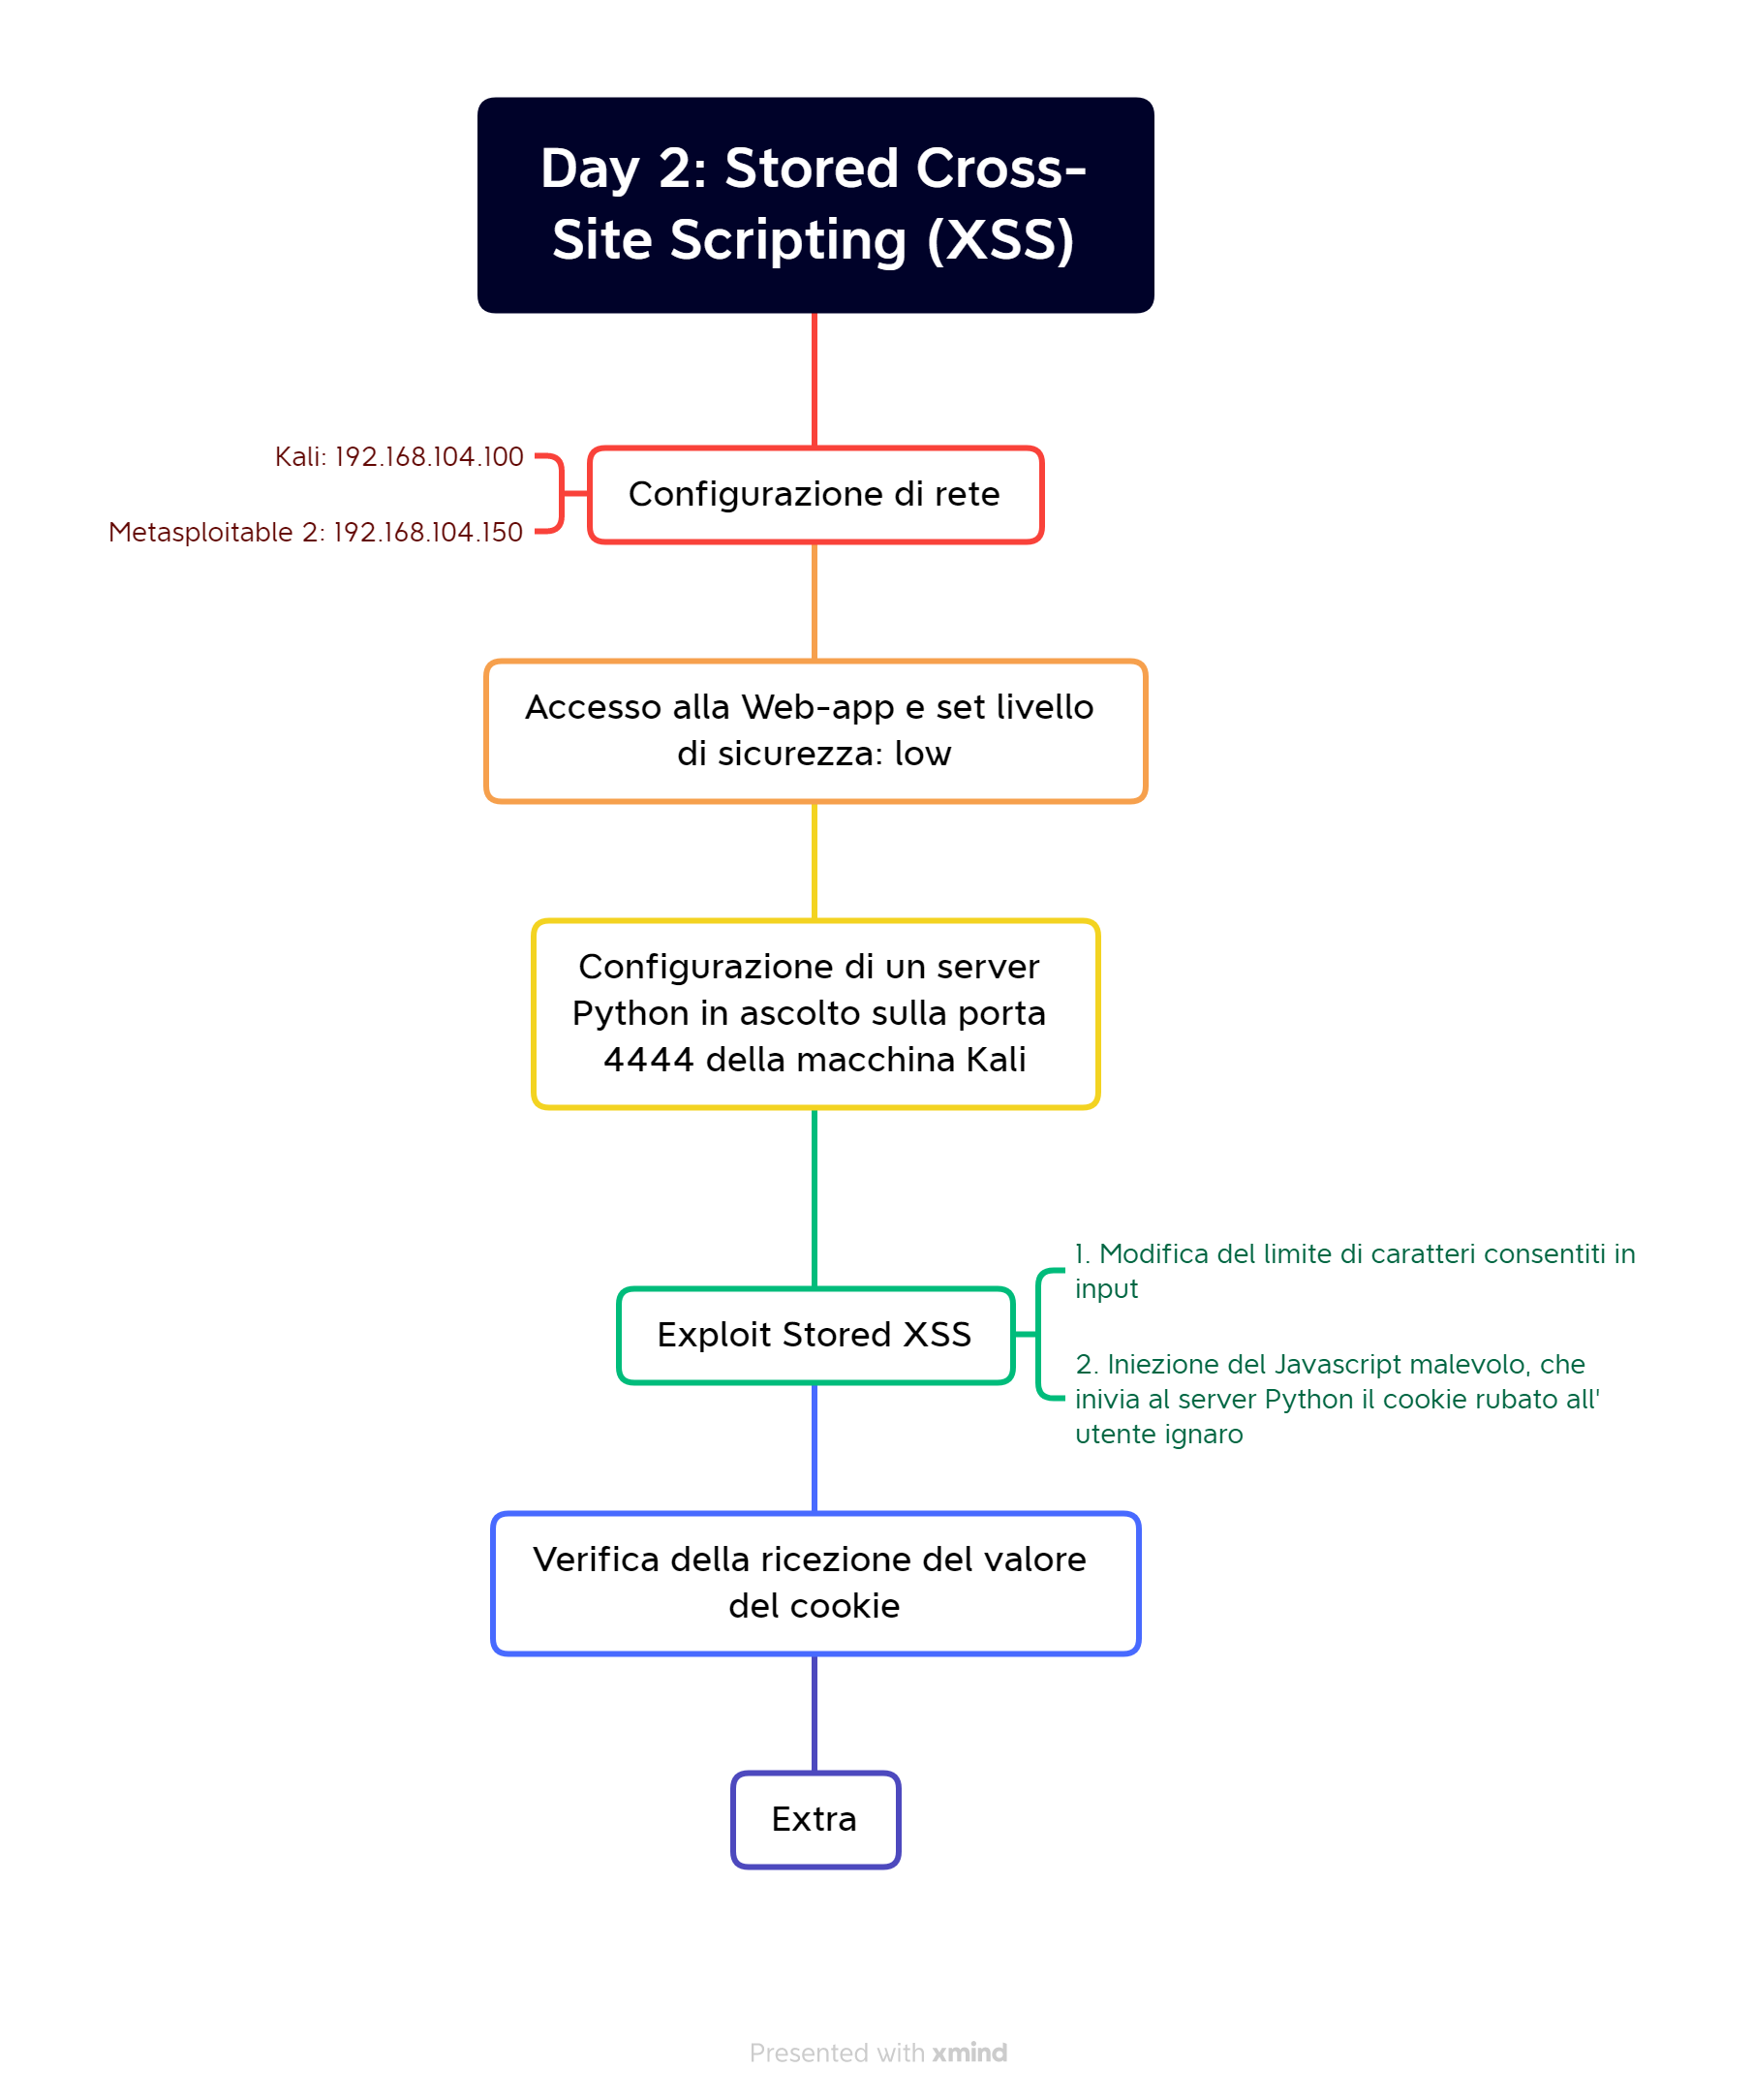 Day 2: Stored Cross-
Site Scripting (XSS)
Kali: 192.168.104.100
Metasploitable 2: 192.168.104.150
Configurazione di rete
Accesso alla Web-app e set livello
di sicurezza: low
Configurazione di un server
Python in ascolto sulla porta
4444 della macchina Kali
Exploit Stored XSS
1. Modifica del limite di caratteri consentiti in
input
2. Iniezione del Javascript malevolo, che
inivia al server Python il cookie rubato all'
utente ignaro
Verifica della ricezione del valore
del cookie
Extra
Presented with xmind